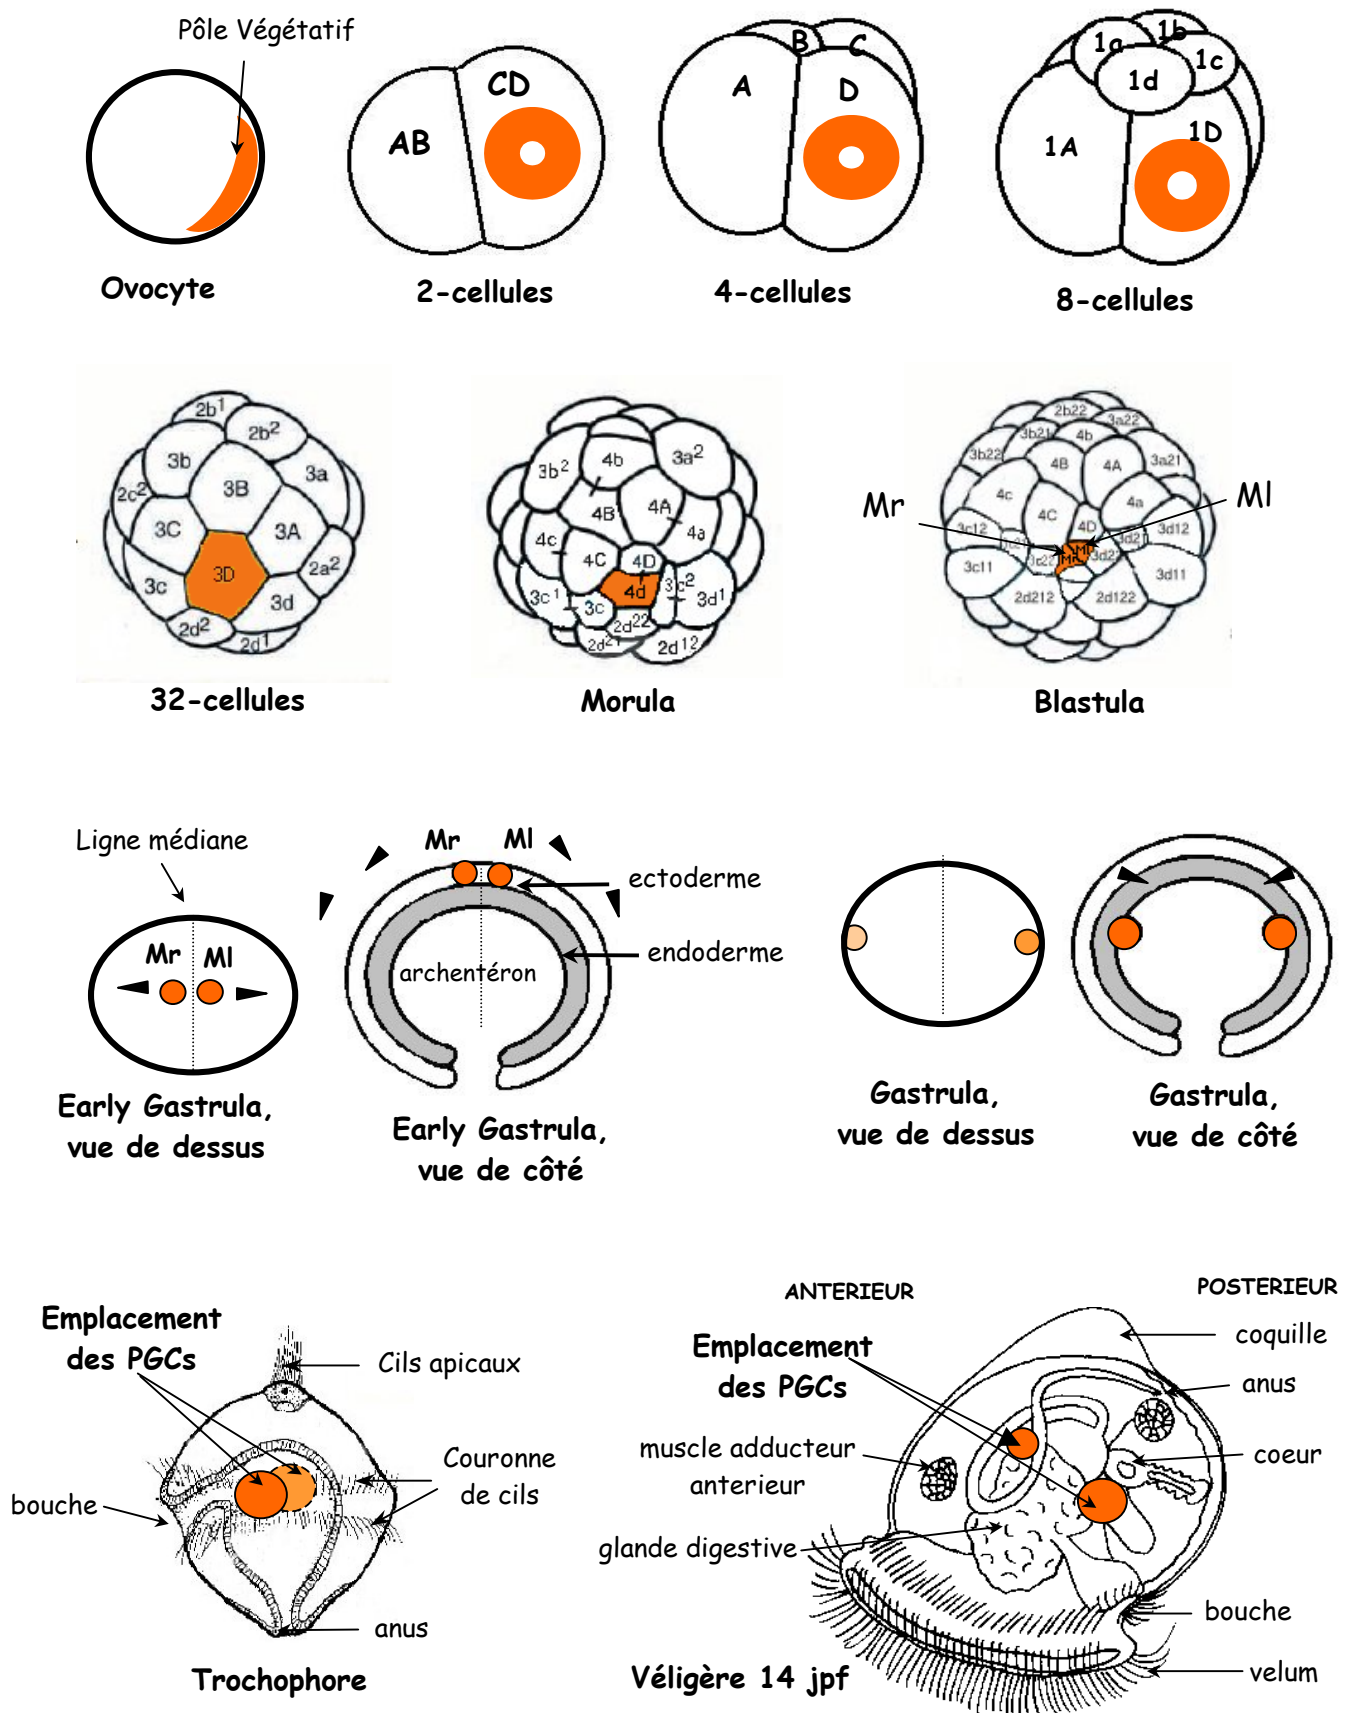 Pôle Végétatif
Ovocyte
AB
CD
2-cellules
A
B
C
D
4-cellules
1a
1b
1c
1d
1A
1D
8-cellules
2b1
2b2
3b
3a
3B
2c2
3C
3A
3D
2a2
3c
3d
2d2
2d1
32-cellules
3b2
4b
3a2
4B
4A
4c
4a
4C
4D
4d
3c2
3c1
3c
3d1
2d22
2d21
2d12
Morula
2b22
3a22
3b21
4b
3b22
4B
4A
3a21
4c
4a
4C
4D
3c12
3d21
3d12
3c22
3d22
3c11
3d11
2d212
2d122
Mr
Ml
Blastula
Ligne médiane
Mr
Ml
Early Gastrula,
vue de dessus
Mr
Ml
ectoderme
endoderme
archentéron
Early Gastrula,
vue de côté
Gastrula,
vue de dessus
Gastrula,
vue de côté
Emplacement
des PGCs
Cils apicaux
Couronne
de cils
bouche
anus
Trochophore
ANTERIEUR
POSTERIEUR
Emplacement
des PGCs
coquille
anus
muscle adducteur
anterieur
coeur
glande digestive
bouche
velum
Véligère 14 jpf